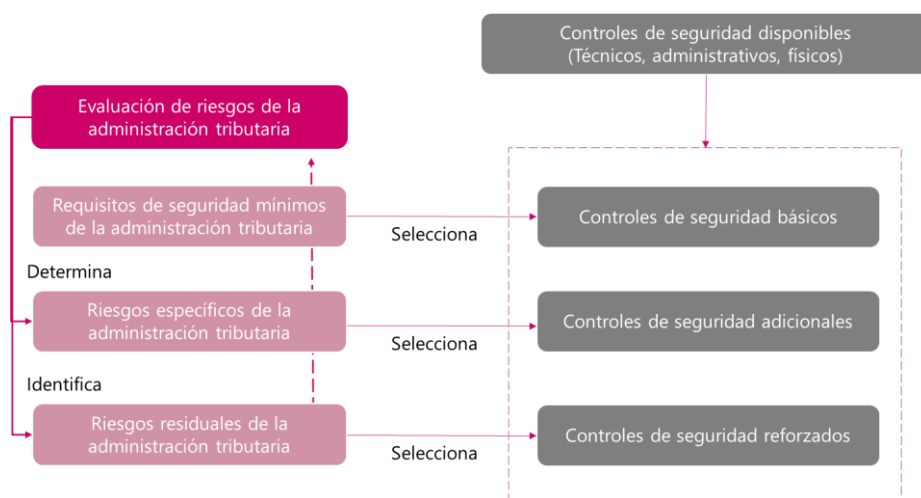 Controles de seguridad disponibles
(Técnicos, administrativos, físicos)
Evaluación de riesgos de la
administración tributaria
Requisitos de seguridad mínimos
de la administración tributaria
Selecciona
Controles de seguridad básicos
Determina
Riesgos específicos de la
administración tributaria
Selecciona
Controles de seguridad adicionales
Identifica
Riesgos residuales de la
administración tributaria
Selecciona
Controles de seguridad reforzados